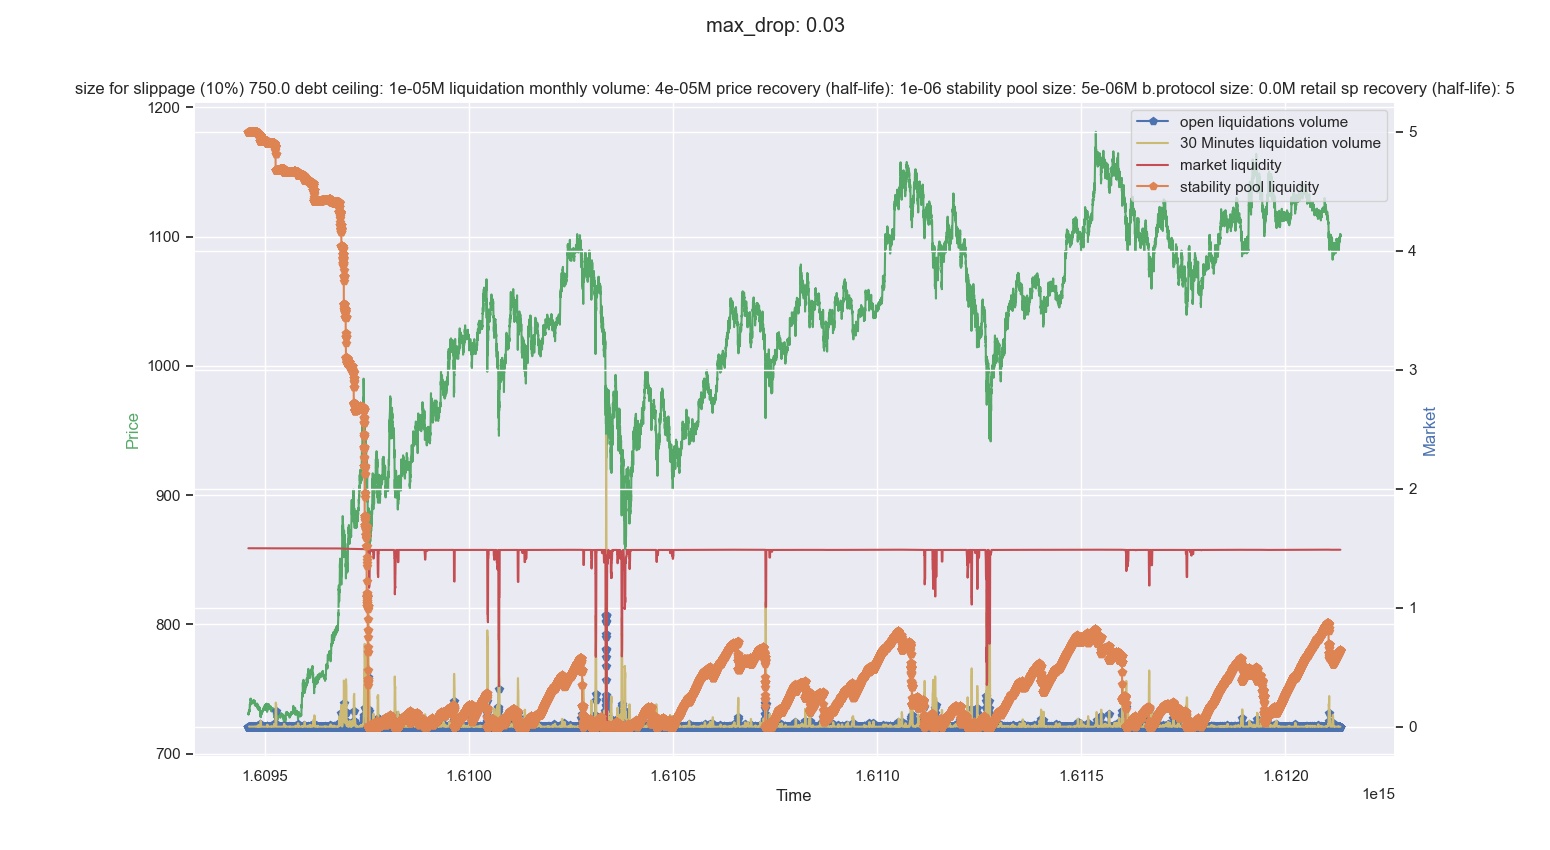 max_drop: 0.03
size for slippage (10%) 750.0 debt ceiling: 1e-05M liquidation monthly volume: 4e-05M price recovery (half-life): 1e-06 stability pool size: 5e-06M b.protocol size: 0.0M retail sp recovery (half-life): 5
1200
1100
1000
900
800
700
Price
open liquidations volume
30 Minutes liquidation volume
market liquidity
stability pool liquidity
5
4
3
2
1
0
Market
1.6095 1.6100 1.6105 1.6110 1.6115 1.6120
1e15
Time